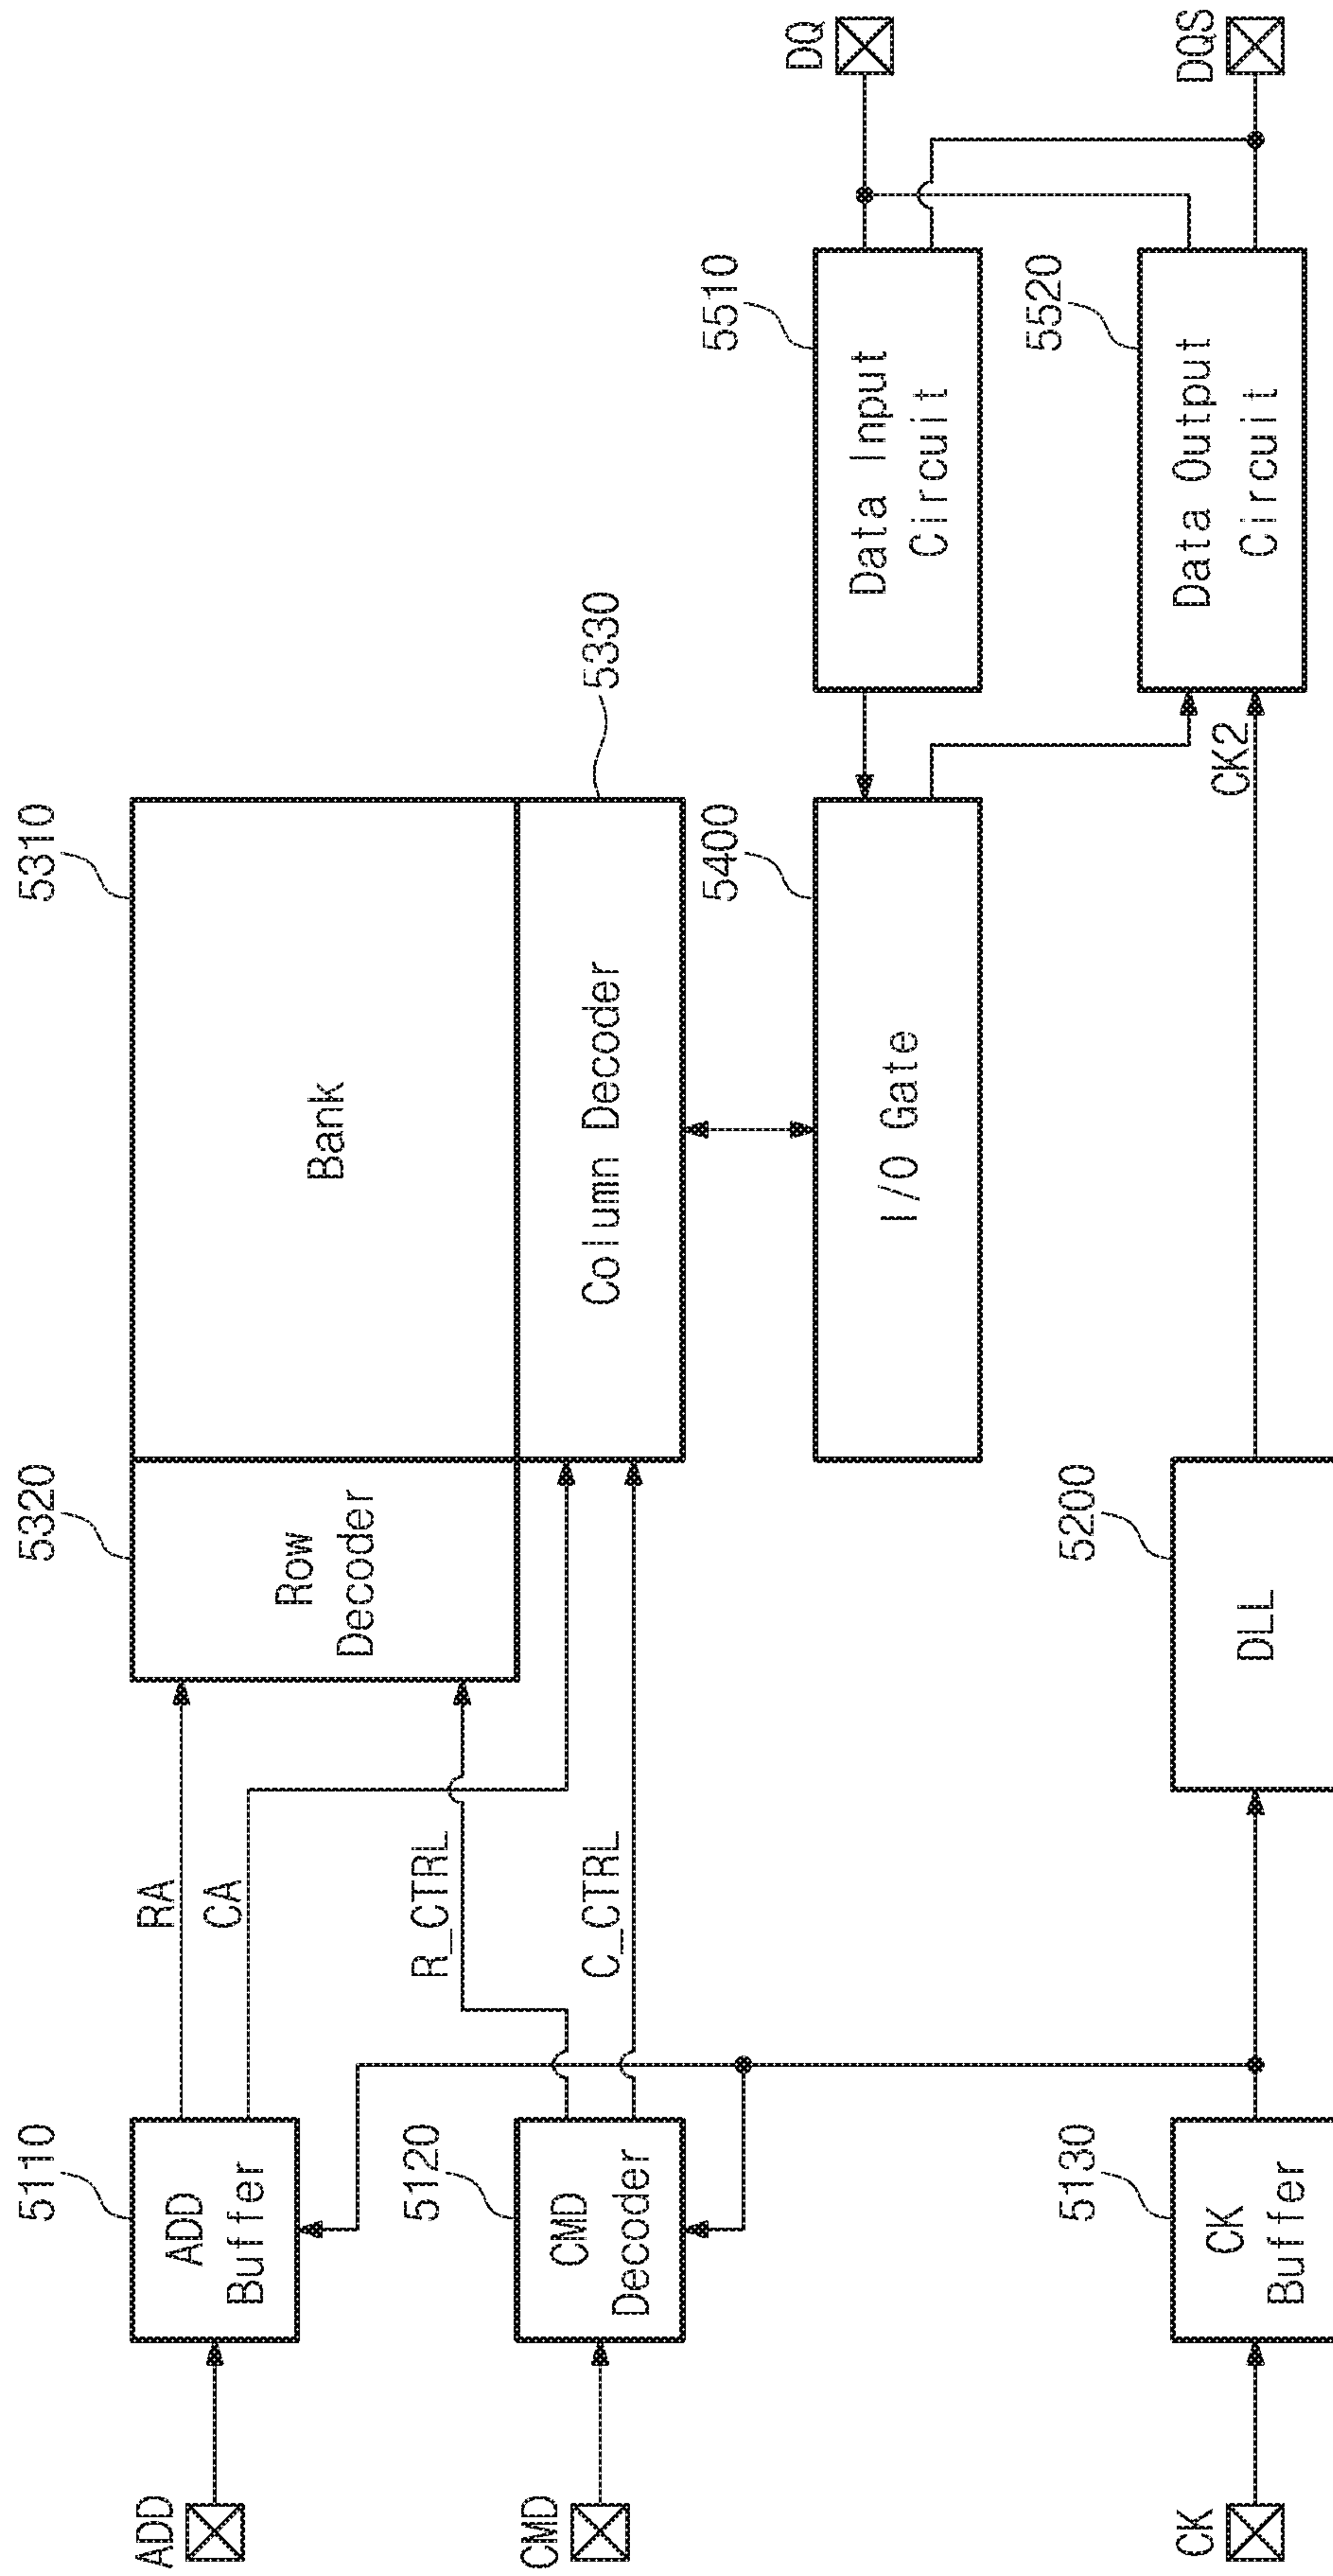 5110
5320
5310
ADD
ADD
Buffer
RA
CA
Row
Decoder
Bank
5120
CMD
CMD
Decoder
R_CTRL
C_CTRL
Column Decoder
5330
5400
I/O Gate
5510
Data Input
Circuit
DQ
5130
CK
CK
Buffer
5200
DLL
CK2
5520
Data Output
Circuit
DQS